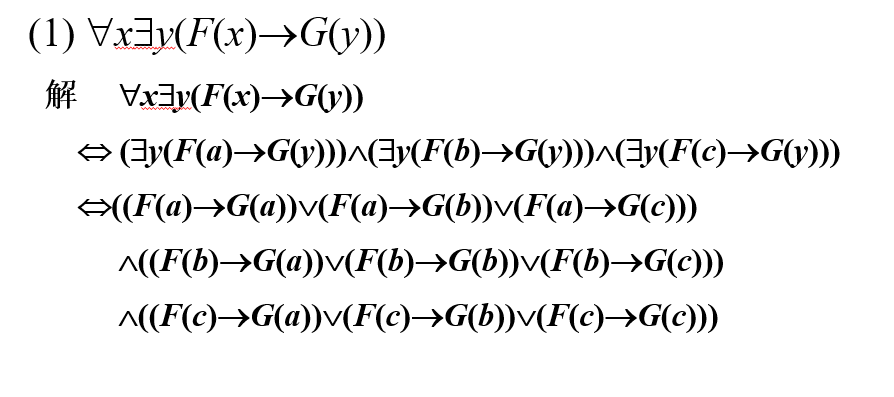 (1) ∀x∃y(F(x)→G(y))
解 ∀x∃y(F(x)→G(y))
⇔ (∃y(F(a)→G(y)))∧(∃y(F(b)→G(y)))∧(∃y(F(c)→G(y)))
⇔((F(a)→G(a))∨(F(a)→G(b))∨(F(a)→G(c)))
∧((F(b)→G(a))∨(F(b)→G(b))∨(F(b)→G(c)))
∧((F(c)→G(a))∨(F(c)→G(b))∨(F(c)→G(c)))